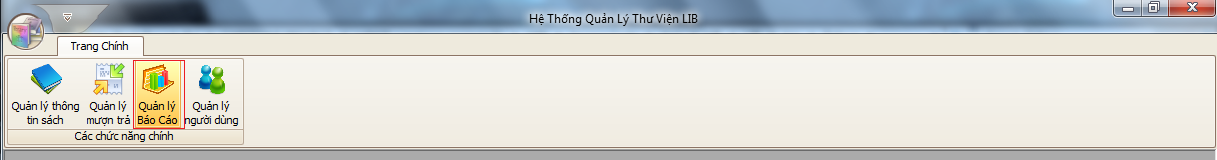 Hệ Thống Quản Lý Thư Viện LIB
Trang Chính
Quản lý thông
tin sách
Quản lý
mượn trả
Quản lý
Báo Cáo
Quản lý
người dùng
Các chức năng chính